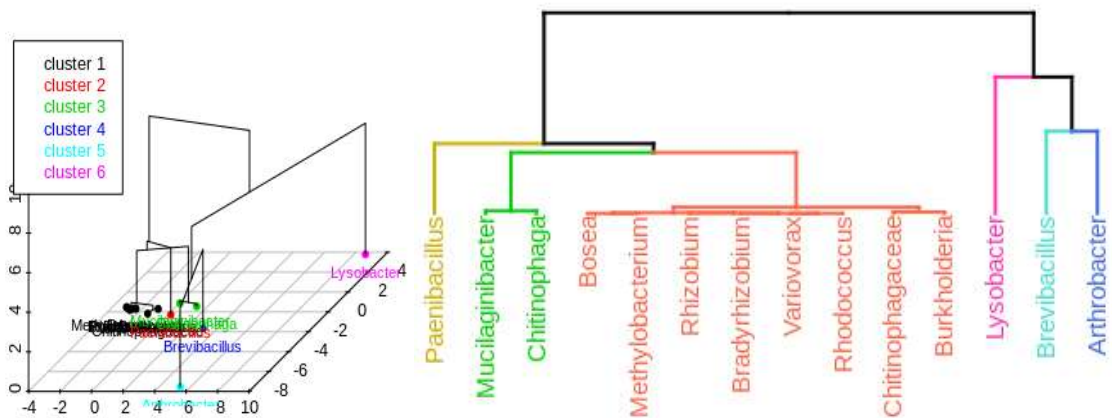 cluster 1
cluster 2
cluster 3
cluster 4
cluster 5
cluster 6
10
8
6
4
2
0
-4 -2 0 2 4 6 8 10
-8
-6
-4
-2
0
2
4
Lysobacter
Brevibacillus
Arthrobacter
Paenibacillus
Mucilaginibacter
Chitinophaga
Bosea
Methylobacterium
Rhizobium
Bradyrhizobium
Variovorax
Rhodococcus
Chitinophagaceae
Burkholderia
Lysobacter
Brevibacillus
Arthrobacter